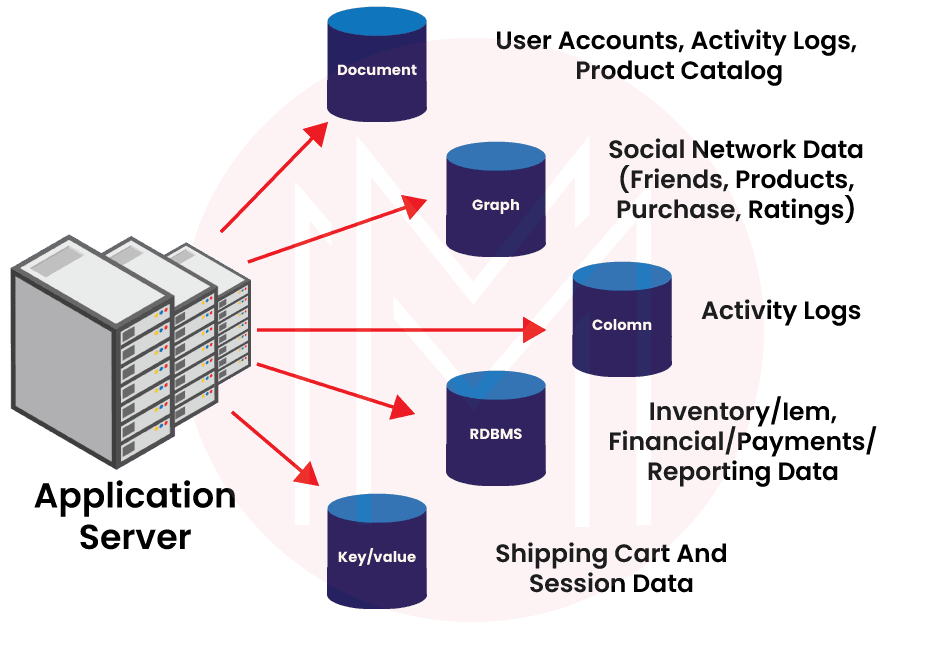 Document
User Accounts, Activity Logs,
Product Catalog
Graph
Social Network Data
(Friends, Products,
Purchase, Ratings)
Colomn
Activity Logs
RDBMS
Inventory/Iem,
Financial/Payments/
Reporting Data
Application
Server
Key/value
Shipping Cart And
Session Data